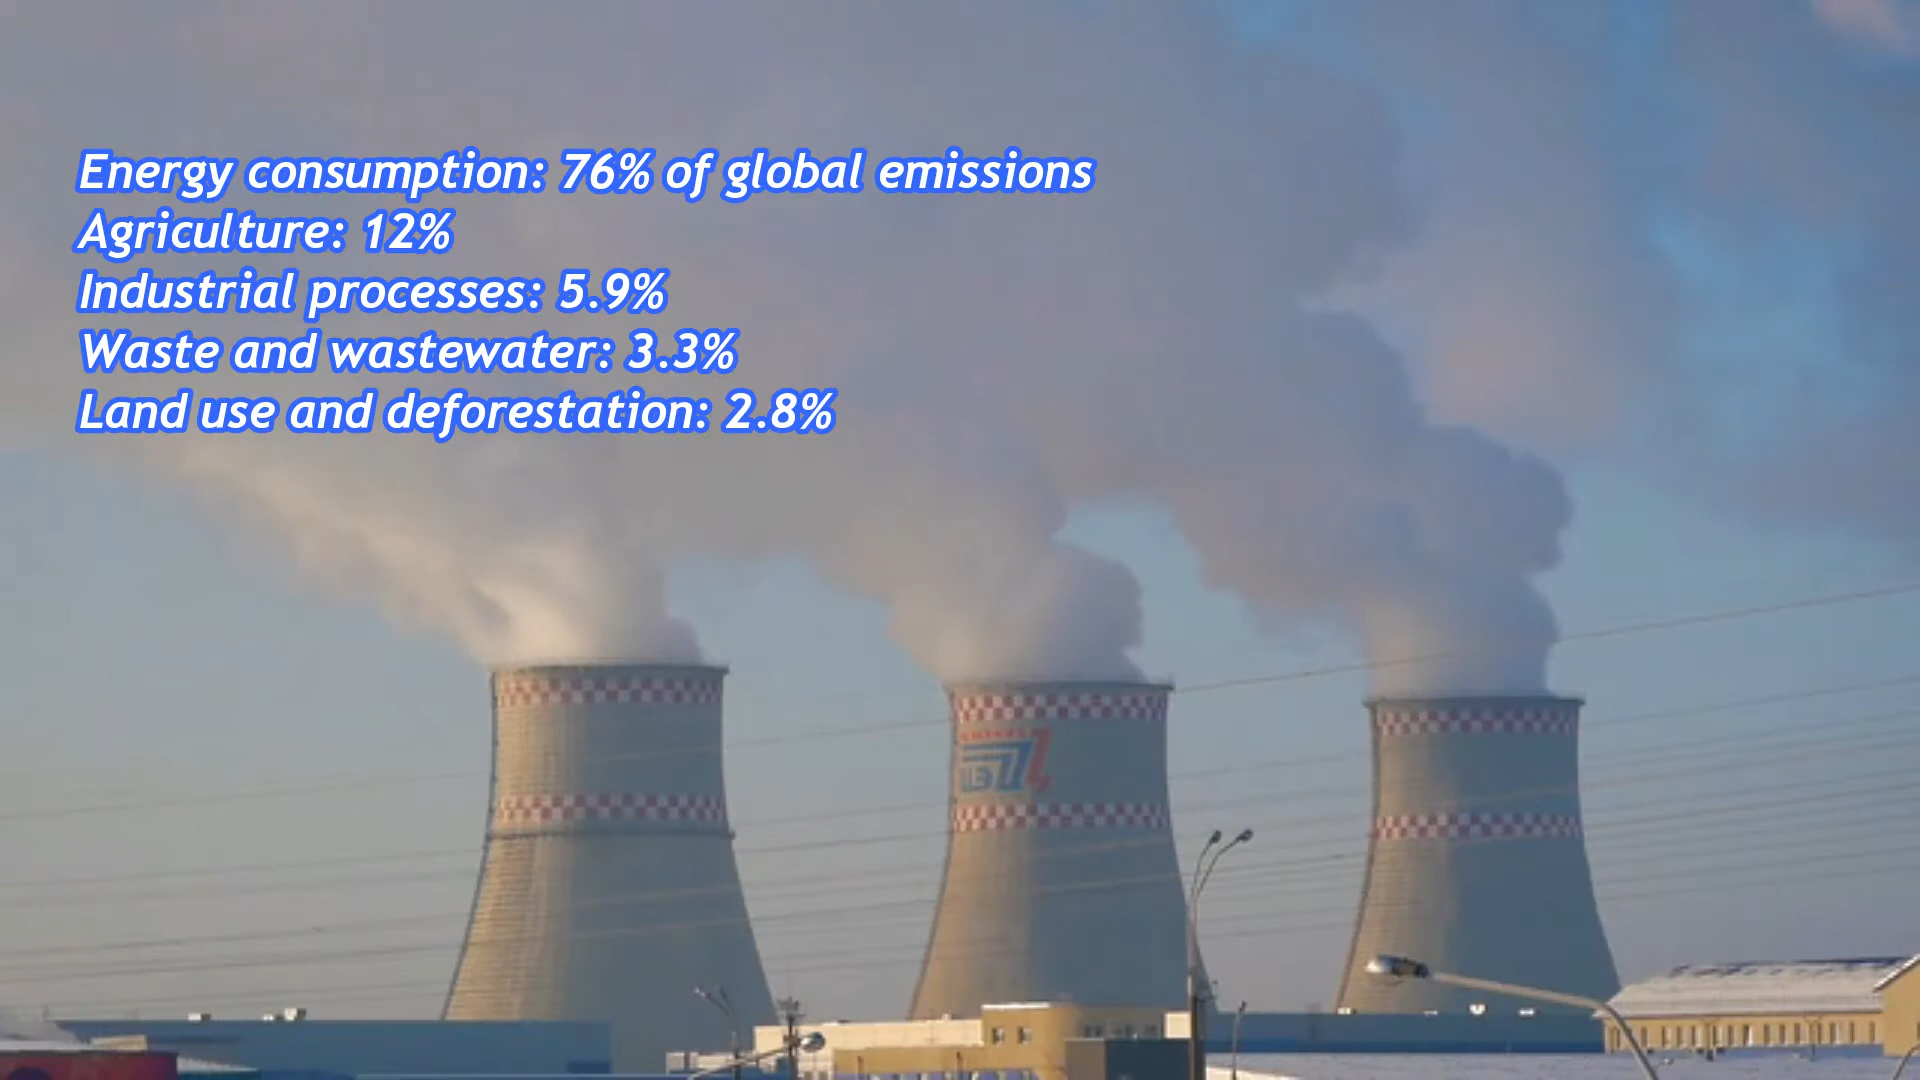 Energy consumption: 76% of global emissions
Agriculture: 12%
Industrial processes: 5.9%
Waste and wastewater: 3.3%
Land use and deforestation: 2.8%